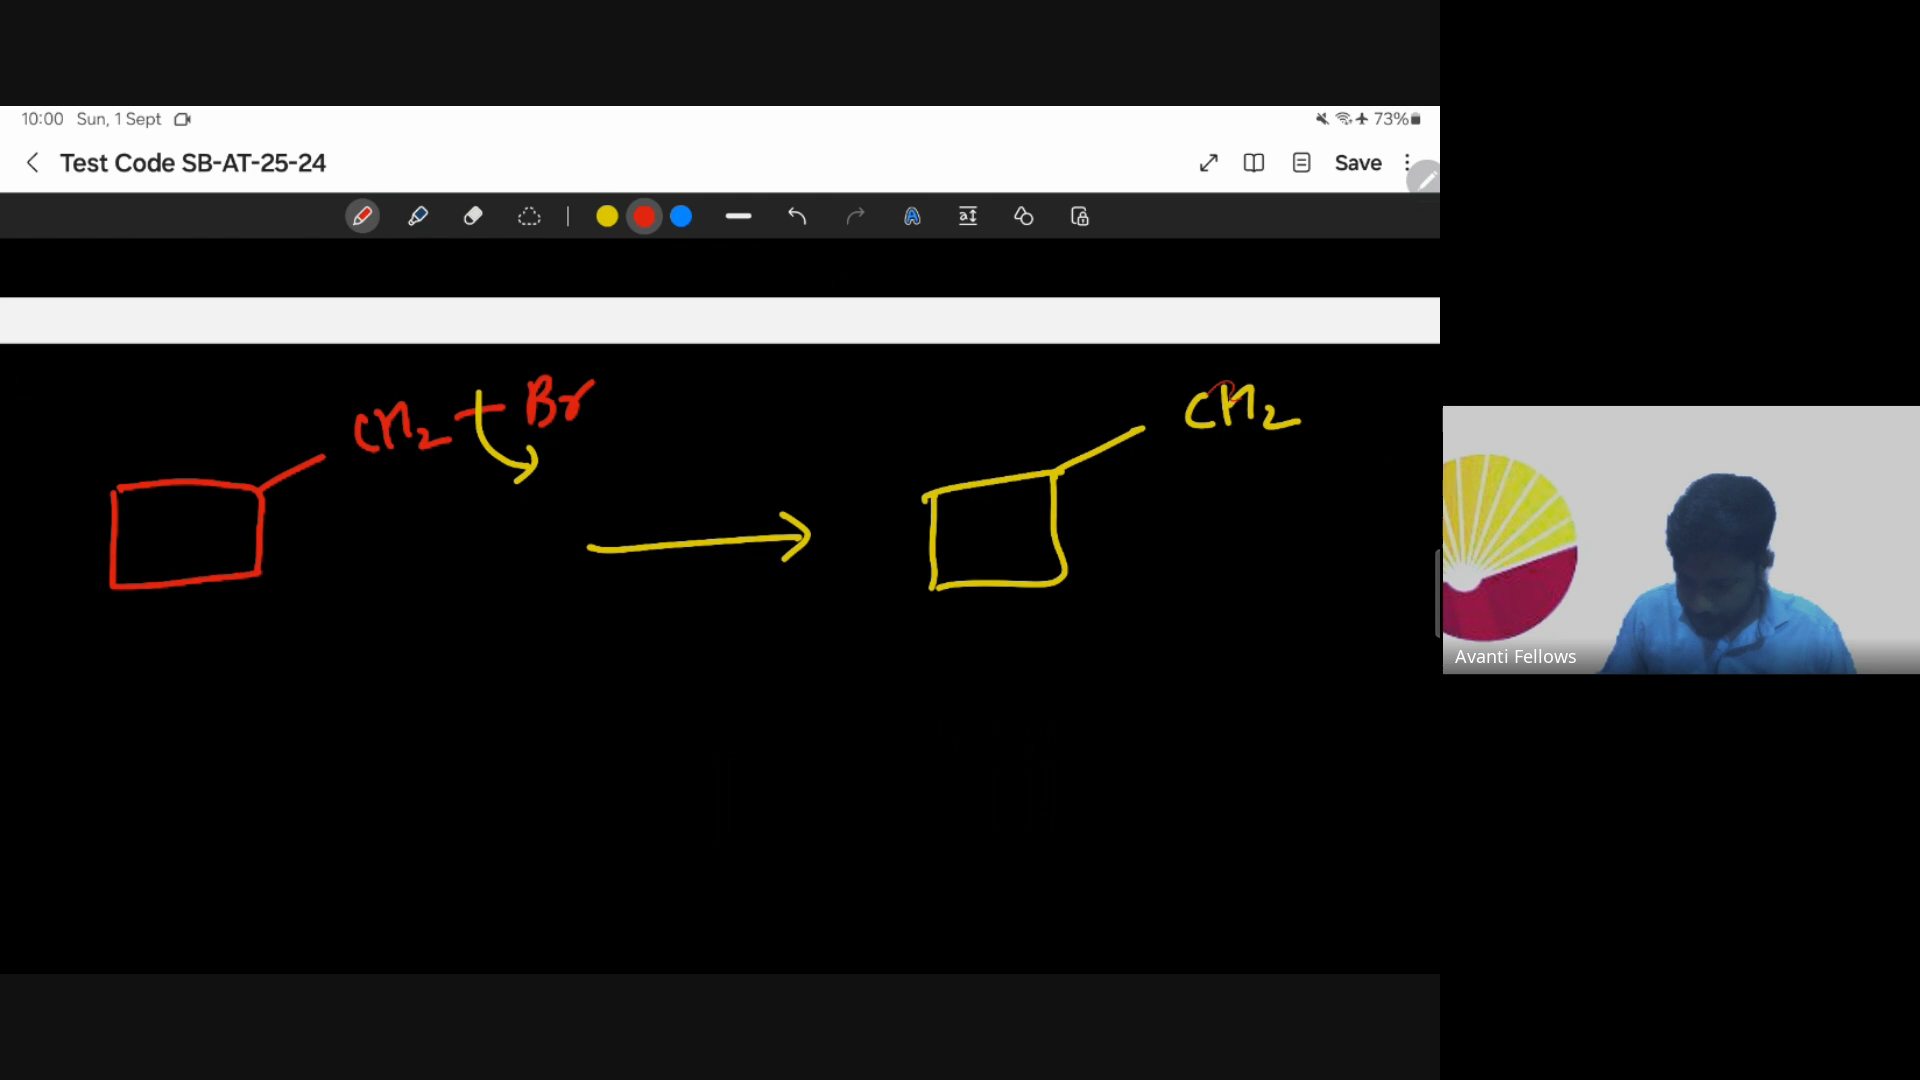 10:00 Sun, 1 Sept 73%
Test Code SB-AT-25-24 Save
CH2 - Br CH2
Avanti Fellows